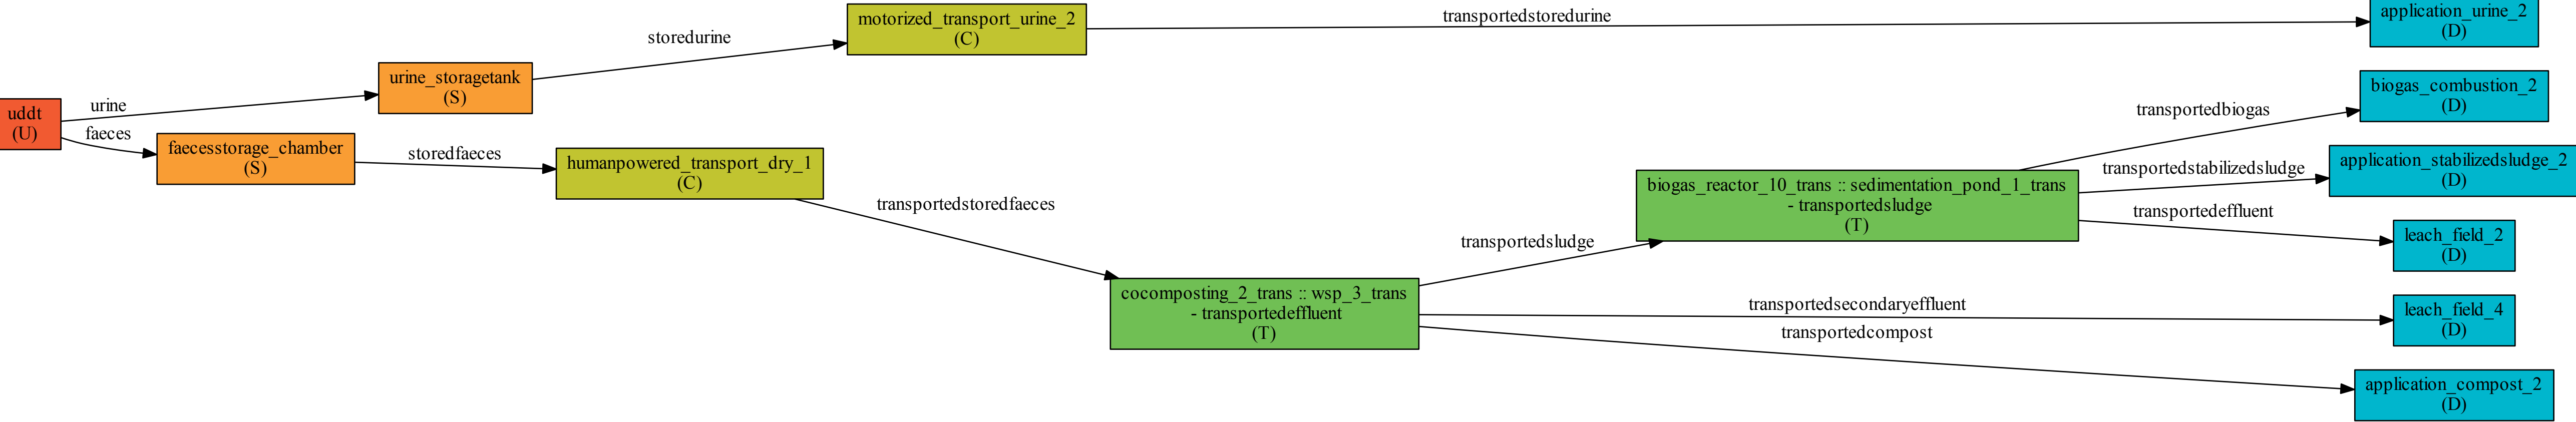 uddt
(U)
urine
faeces
urine_storagetank
(S)
faecesstorage_chamber
(S)
storedurine
storedfaeces
motorized_transport_urine_2
(C)
humanpowered_transport_dry_1
(C)
transportedstoredurine
transportedstoredfaeces
cocomposting_2_trans :: wsp_3_trans
- transportedeffluent
(T)
transportedsludge
transportedsecondaryeffluent
transportedcompost
biogas_reactor_10_trans :: sedimentation_pond_1_trans
- transportedsludge
(T)
transportedbiogas
transportedstabilizedsludge
transportedeffluent
application_urine_2
(D)
biogas_combustion_2
(D)
application_stabilizedsludge_2
(D)
leach_field_2
(D)
leach_field_4
(D)
application_compost_2
(D)